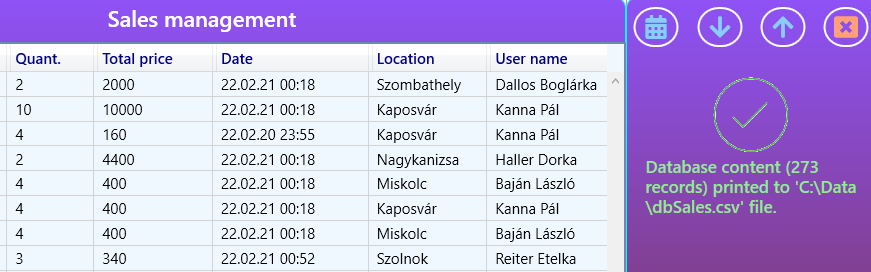 Sales management
Quant. Total price Date Location User name
2 2000 22.02.21 00:18 Szombathely Dallos Boglárka
10 10000 22.02.21 00:18 Kaposvár Kanna Pál
4 160 22.02.20 23:55 Kaposvár Kanna Pál
2 4400 22.02.21 00:18 Nagykanizsa Haller Dorka
4 400 22.02.21 00:18 Miskolc Baján László
4 400 22.02.21 00:18 Kaposvár Kanna Pál
4 400 22.02.21 00:18 Miskolc Baján László
3 340 22.02.21 00:52 Szolnok Reiter Etelka
Database content (273
records) printed to 'C:\Data
\dbSales.csv' file.